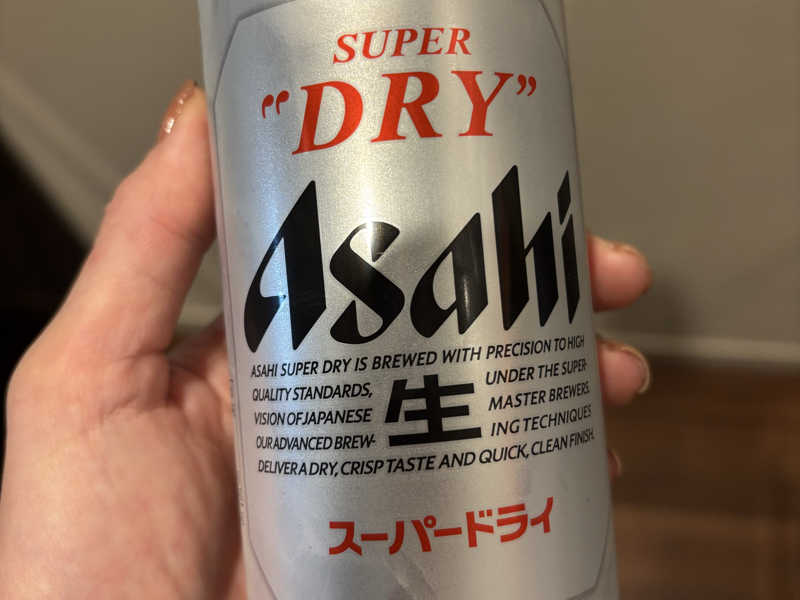 SUPER
"DRY"
Asahi
ASAHI SUPER DRY IS BREWED WITH PRECISION TO HIGH
QUALITY STANDARDS, UNDER THE SUPER-
VISION OF JAPANESE MASTER BREWERS.
生
OUR ADVANCED BREW- ING TECHNIQUES
DELIVER A DRY, CRISP TASTE AND QUICK, CLEAN FINISH.
スーパードライ